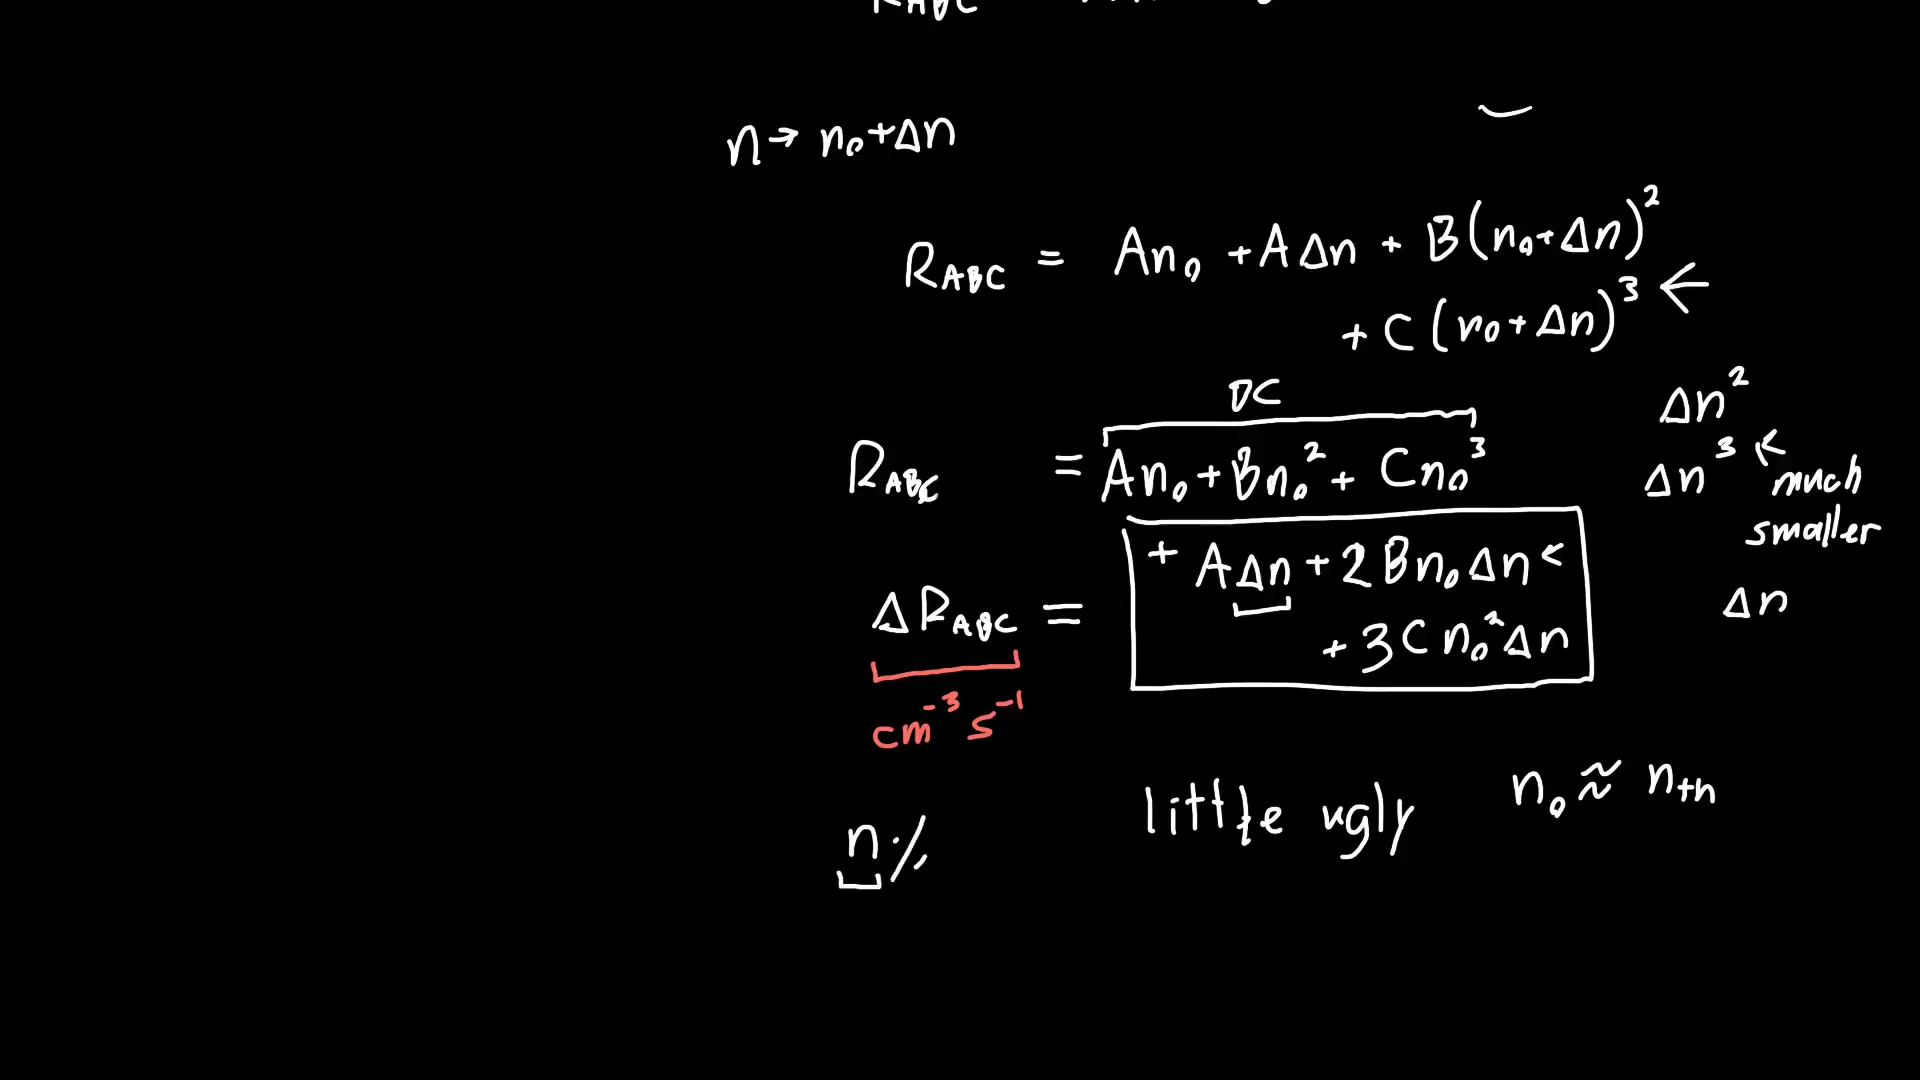 R_ABC
n → n₀+Δn
R_ABC = An₀ + AΔn + B(n₀+Δn)²
+ C(n₀+Δn)³ ←
DC
Δn²
R_ABC = An₀ + Bn₀² + Cn₀³
Δn³ ← much
smaller
+ AΔn + 2Bn₀Δn <
Δn
ΔR_ABC =
+ 3Cn₀²Δn
cm⁻³ s⁻¹
little ugly n₀ ≈ n_th
n /